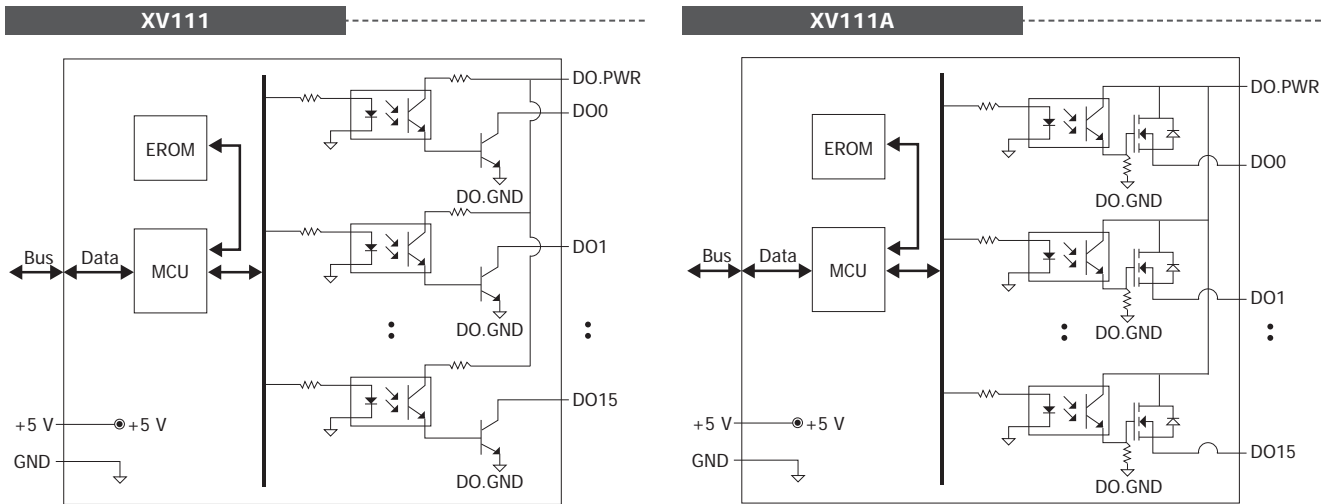 XV111
DO.PWR
DO0
EROM
DO.GND
Bus
Data
MCU
DO1
DO.GND
DO15
+5 V
+5 V
GND
DO.GND
XV111A
DO.PWR
EROM
DO0
DO.GND
Bus
Data
MCU
DO1
DO.GND
+5 V
+5 V
DO15
GND
DO.GND